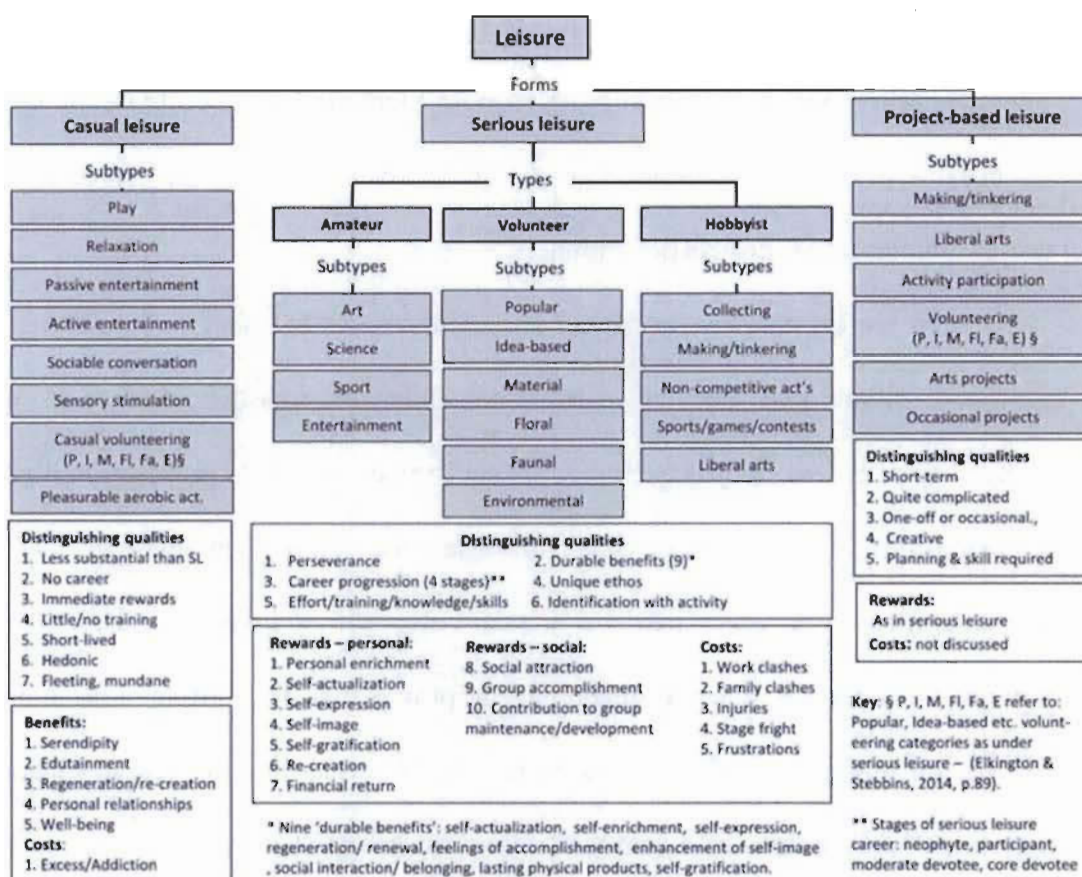 Leisure
Forms
Casual leisure
Subtypes
Play
Relaxation
Passive entertainment
Active entertainment
Sociable conversation
Sensory stimulation
Casual volunteering
(P, I, M, Fl, Fa, E)§
Pleasurable aerobic act.
Distinguishing qualities
1. Less substantial than SL
2. No career
3. Immediate rewards
4. Little/no training
5. Short-lived
6. Hedonic
7. Fleeting, mundane
Benefits:
1. Serendipity
2. Edutainment
3. Regeneration/re-creation
4. Personal relationships
5. Well-being
Costs:
1. Excess/Addiction
Serious leisure
Types
Amateur
Subtypes
Art
Science
Sport
Entertainment
Volunteer
Subtypes
Popular
Idea-based
Material
Floral
Faunal
Environmental
Hobbyist
Subtypes
Collecting
Making/tinkering
Non-competitive act's
Sports/games/contests
Liberal arts
Distinguishing qualities
1. Perseverance
2. Durable benefits (9)*
3. Career progression (4 stages)**
4. Unique ethos
5. Effort/training/knowledge/skills
6. Identification with activity
Rewards – personal:
1. Personal enrichment
2. Self-actualization
3. Self-expression
4. Self-image
5. Self-gratification
6. Re-creation
7. Financial return
Rewards – social:
8. Social attraction
9. Group accomplishment
10. Contribution to group
maintenance/development
Costs:
1. Work clashes
2. Family clashes
3. Injuries
4. Stage fright
5. Frustrations
* Nine 'durable benefits': self-actualization, self-enrichment, self-expression,
regeneration/ renewal, feelings of accomplishment, enhancement of self-image
, social interaction/ belonging, lasting physical products, self-gratification.
Project-based leisure
Subtypes
Making/tinkering
Liberal arts
Activity participation
Volunteering
(P, I, M, Fl, Fa, E) §
Arts projects
Occasional projects
Distinguishing qualities
1. Short-term
2. Quite complicated
3. One-off or occasional.,
4. Creative
5. Planning & skill required
Rewards:
As in serious leisure
Costs: not discussed
Key: § P, I, M, Fl, Fa, E refer to:
Popular, Idea-based etc. volunt-
eering categories as under
serious leisure – (Elkington &
Stebbins, 2014, p.89).
** Stages of serious leisure
career: neophyte, participant,
moderate devotee, core devotee